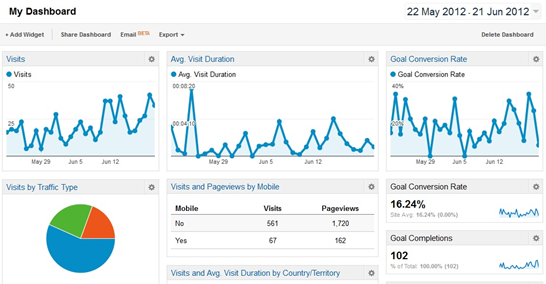 My Dashboard
22 May 2012 - 21 Jun 2012
+ Add Widget Share Dashboard Email BETA Export Delete Dashboard
Visits
Visits
50
25
May 29 Jun 5 Jun 12
Avg. Visit Duration
Avg. Visit Duration
00:08:20
00:04:10
May 29 Jun 5 Jun 12
Goal Conversion Rate
Goal Conversion Rate
40%
20%
May 29 Jun 5 Jun 12
Visits by Traffic Type
Visits and Pageviews by Mobile
Mobile Visits Pageviews
No 561 1,720
Yes 67 162
Visits and Avg. Visit Duration by Country/Territory
Goal Conversion Rate
16.24%
Site Avg: 16.24% (0.00%)
Goal Completions
102
% of Total: 100.00% (102)